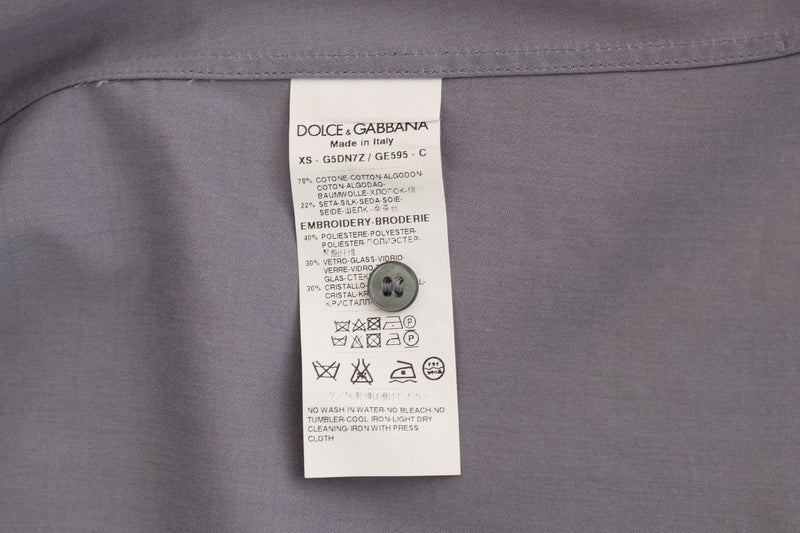 DOLCE & GABBANA
Made in Italy
XS - G5DN7Z / GE595 - C
78% COTONE-COTTON-ALGODON-
COTON-ALGODAO-
BAUMWOLLE-ХЛОПОК-棉
22% SETA-SILK-SEDA-SOIE-
SEIDE-ШЕЛК-
EMBROIDERY-BRODERIE
40% POLIESTERE-POLYESTER-
POLIESTER-ПОЛИЭСТЕР-
30% VETRO-GLASS-VIDRIO-
VERRE-VIDRO
GLAS-
30% CRISTALLO
CRISTAL-
КРИСТАЛЛ
P
P
NO WASH IN WATER-NO BLEACH-NO
TUMBLER-COOL IRON-LIGHT DRY
CLEANING-IRON WITH PRESS
CLOTH